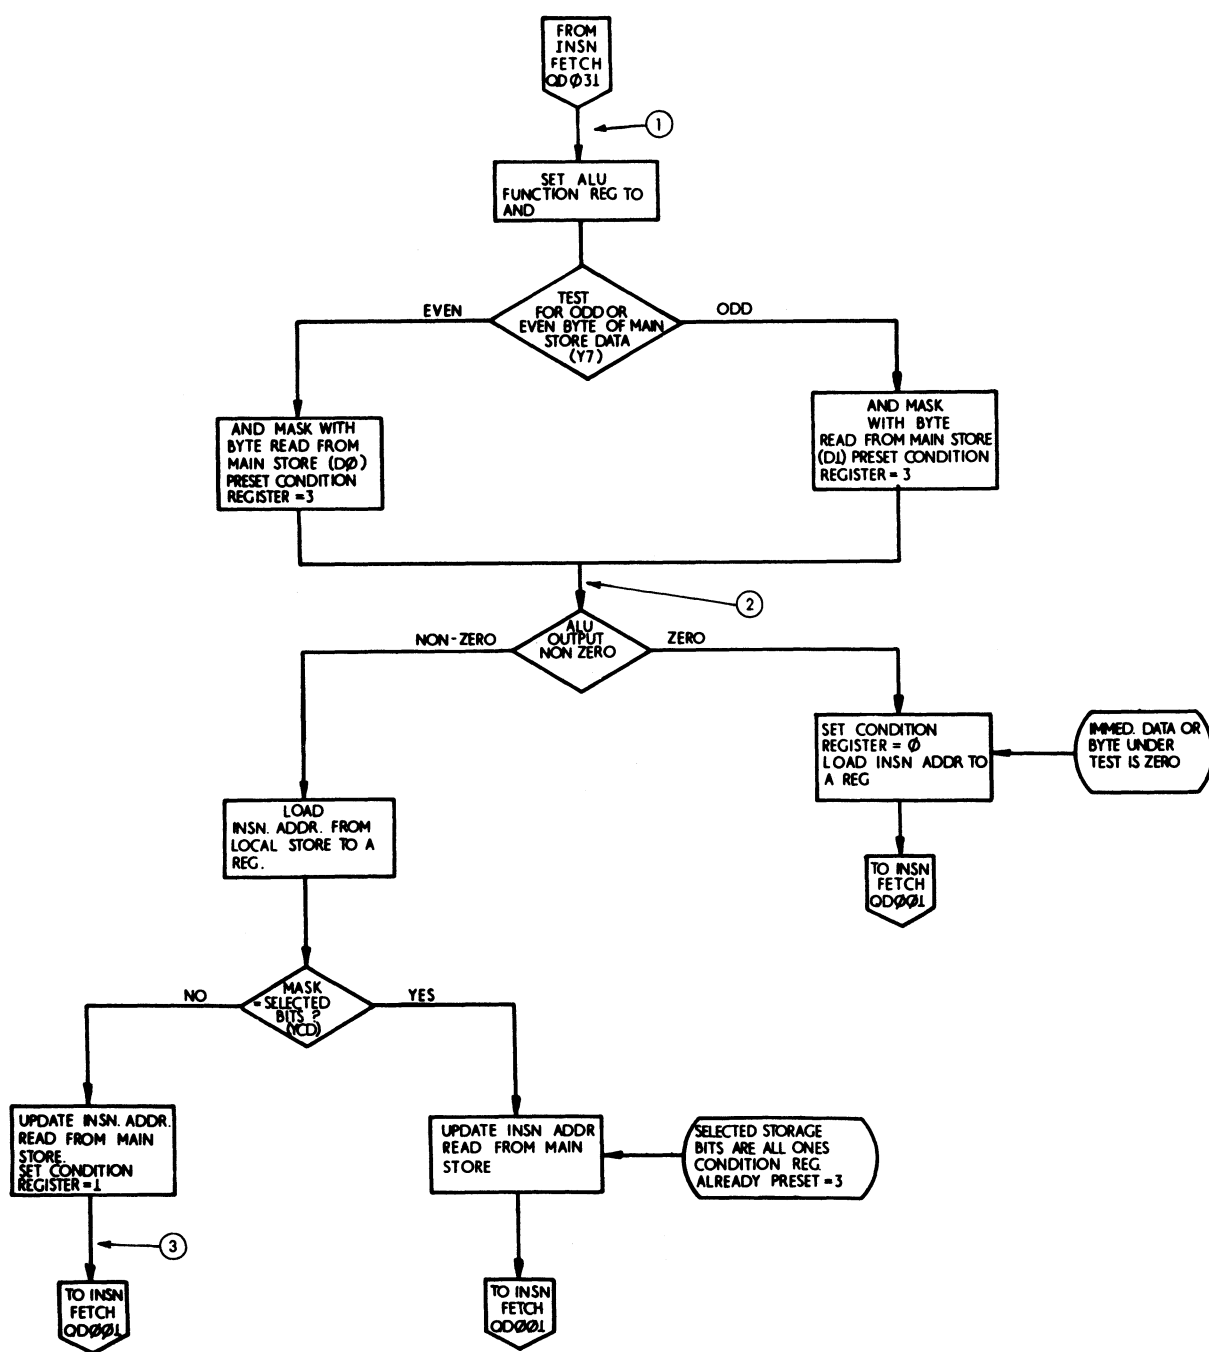 FROM
INSN
FETCH
QDØ31
1
SET ALU
FUNCTION REG TO
AND
TEST
FOR ODD OR
EVEN BYTE OF MAIN
STORE DATA
(Y7)
EVEN
ODD
AND MASK WITH
BYTE READ FROM
MAIN STORE (DØ)
PRESET CONDITION
REGISTER = 3
AND MASK
WITH BYTE
READ FROM MAIN STORE
(D1) PRESET CONDITION
REGISTER = 3
2
ALU
OUTPUT
NON ZERO
NON-ZERO
ZERO
SET CONDITION
REGISTER = Ø
LOAD INSN ADDR TO
A REG
IMMED. DATA OR
BYTE UNDER
TEST IS ZERO
LOAD
INSN. ADDR. FROM
LOCAL STORE TO A
REG.
TO INSN
FETCH
QDØØ1
MASK
=SELECTED
BITS ?
(YCD)
NO
YES
UPDATE INSN. ADDR.
READ FROM MAIN
STORE.
SET CONDITION
REGISTER = 1
UPDATE INSN ADDR
READ FROM MAIN
STORE
SELECTED STORAGE
BITS ARE ALL ONES
CONDITION REG.
ALREADY PRESET = 3
3
TO INSN
FETCH
QDØØ1
TO INSN
FETCH
QDØØ1